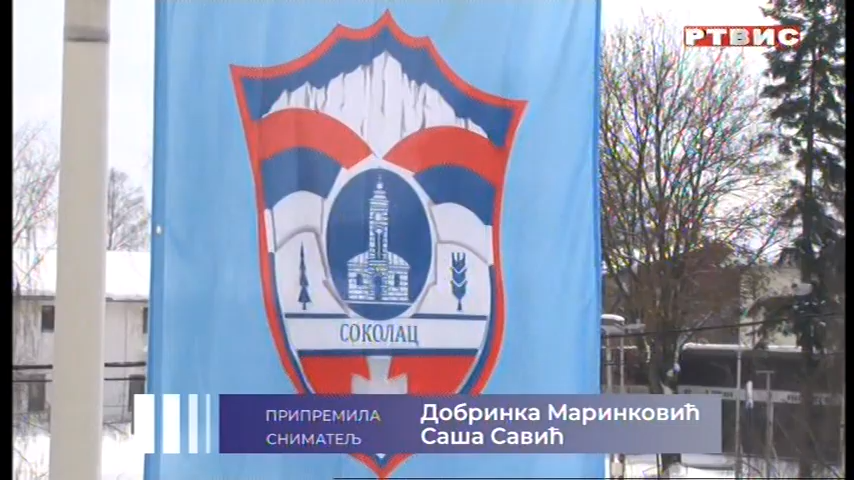 РТВИС
СОКОЛАЦ
ПРИПРЕМИЛА Добринка Маринковић
СНИМАТЕЉ Саша Савић